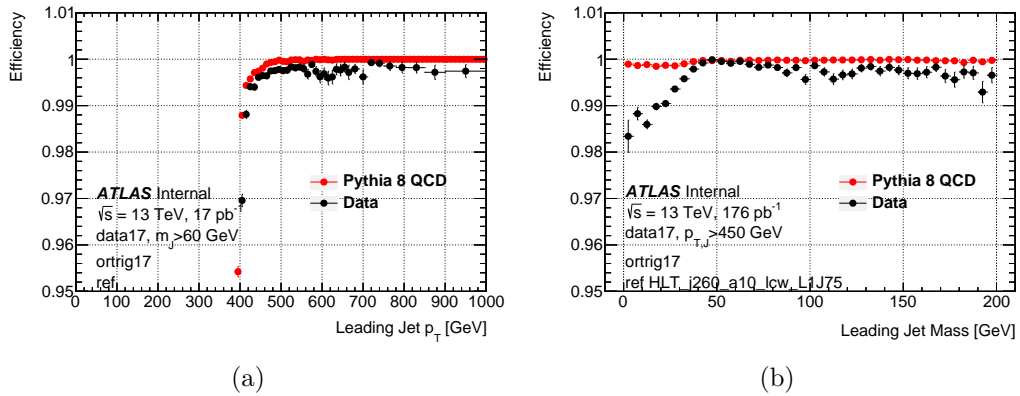 Efficiency
1.01
1
0.99
0.98
0.97
0.96
0.95
ATLAS Internal
√s = 13 TeV, 17 pb⁻¹
data17, m_J>60 GeV
ortrig17
ref
Pythia 8 QCD
Data
0 100 200 300 400 500 600 700 800 900 1000
Leading Jet p_T [GeV]
(a)
Efficiency
1.01
1
0.99
0.98
0.97
0.96
0.95
ATLAS Internal
√s = 13 TeV, 176 pb⁻¹
data17, p_T,J>450 GeV
ortrig17
ref HLT_j260_a10_lcw_L1J75
Pythia 8 QCD
Data
0 50 100 150 200
Leading Jet Mass [GeV]
(b)